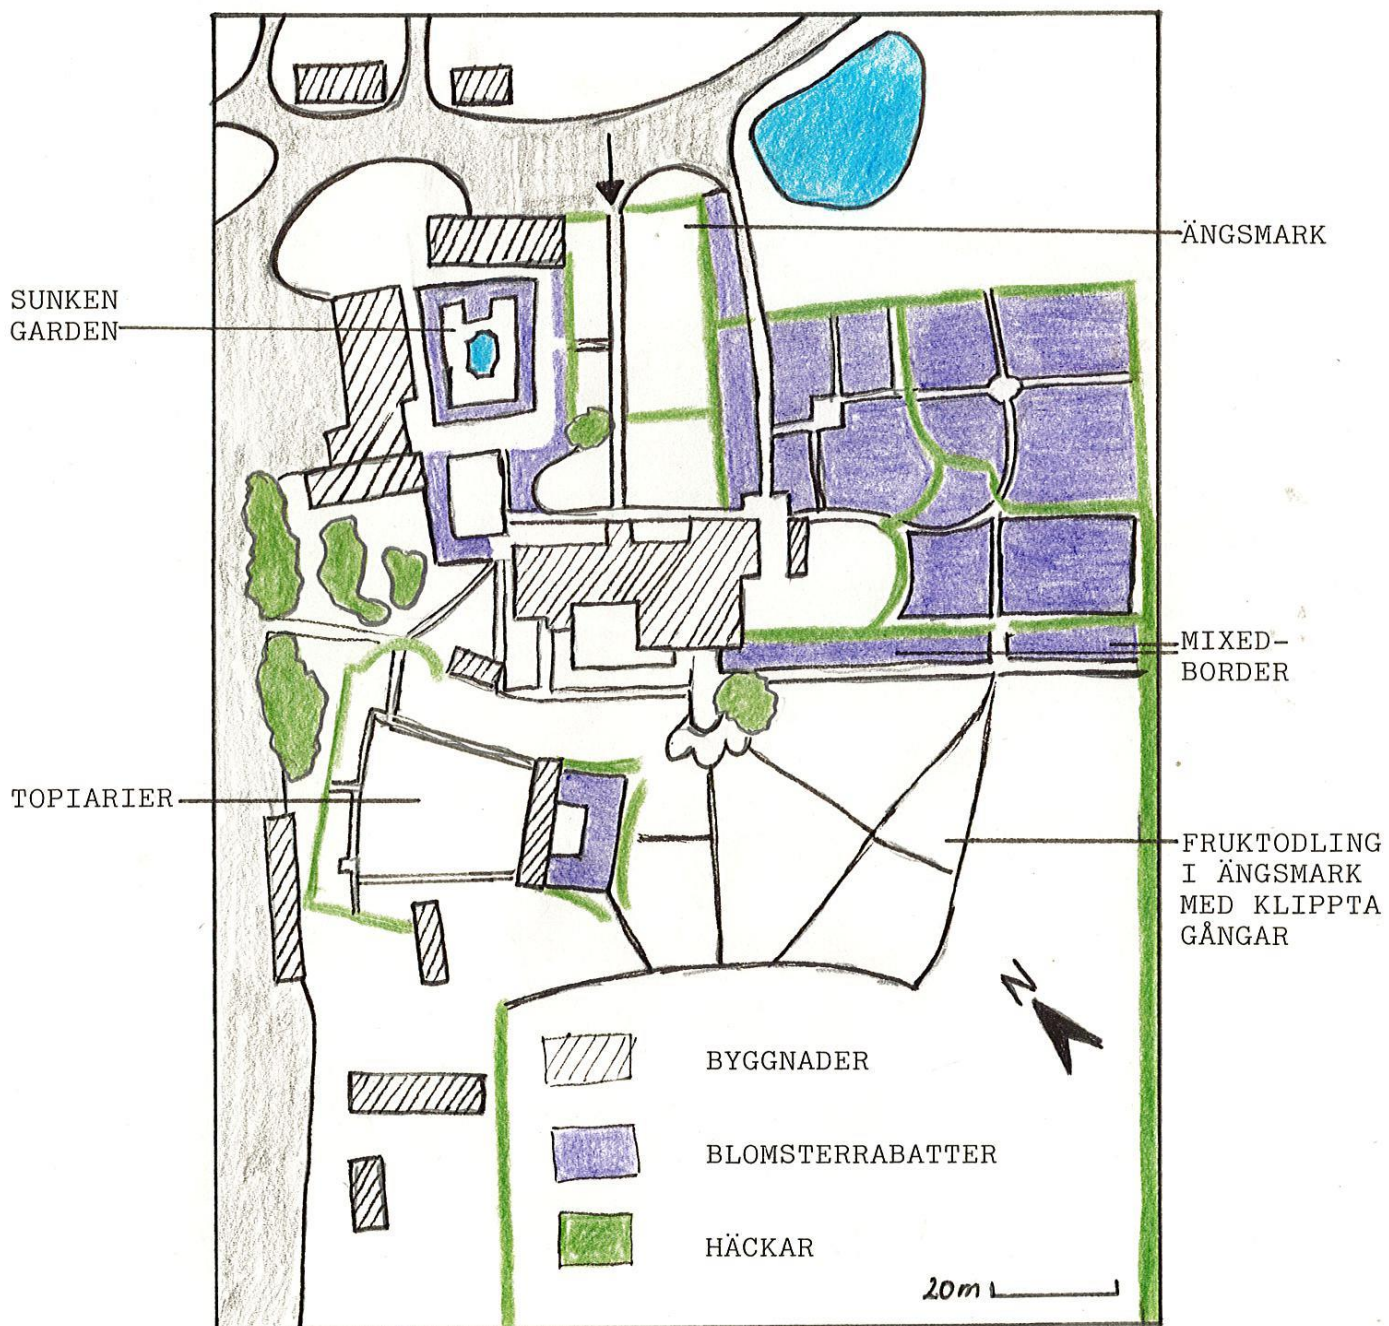 ÄNGSMARK
SUNKEN
GARDEN
MIXED-
BORDER
TOPIARIER
FRUKTODLING
I ÄNGSMARK
MED KLIPPTA
GÅNGAR
N
BYGGNADER
BLOMSTERRABATTER
HÄCKAR
20m